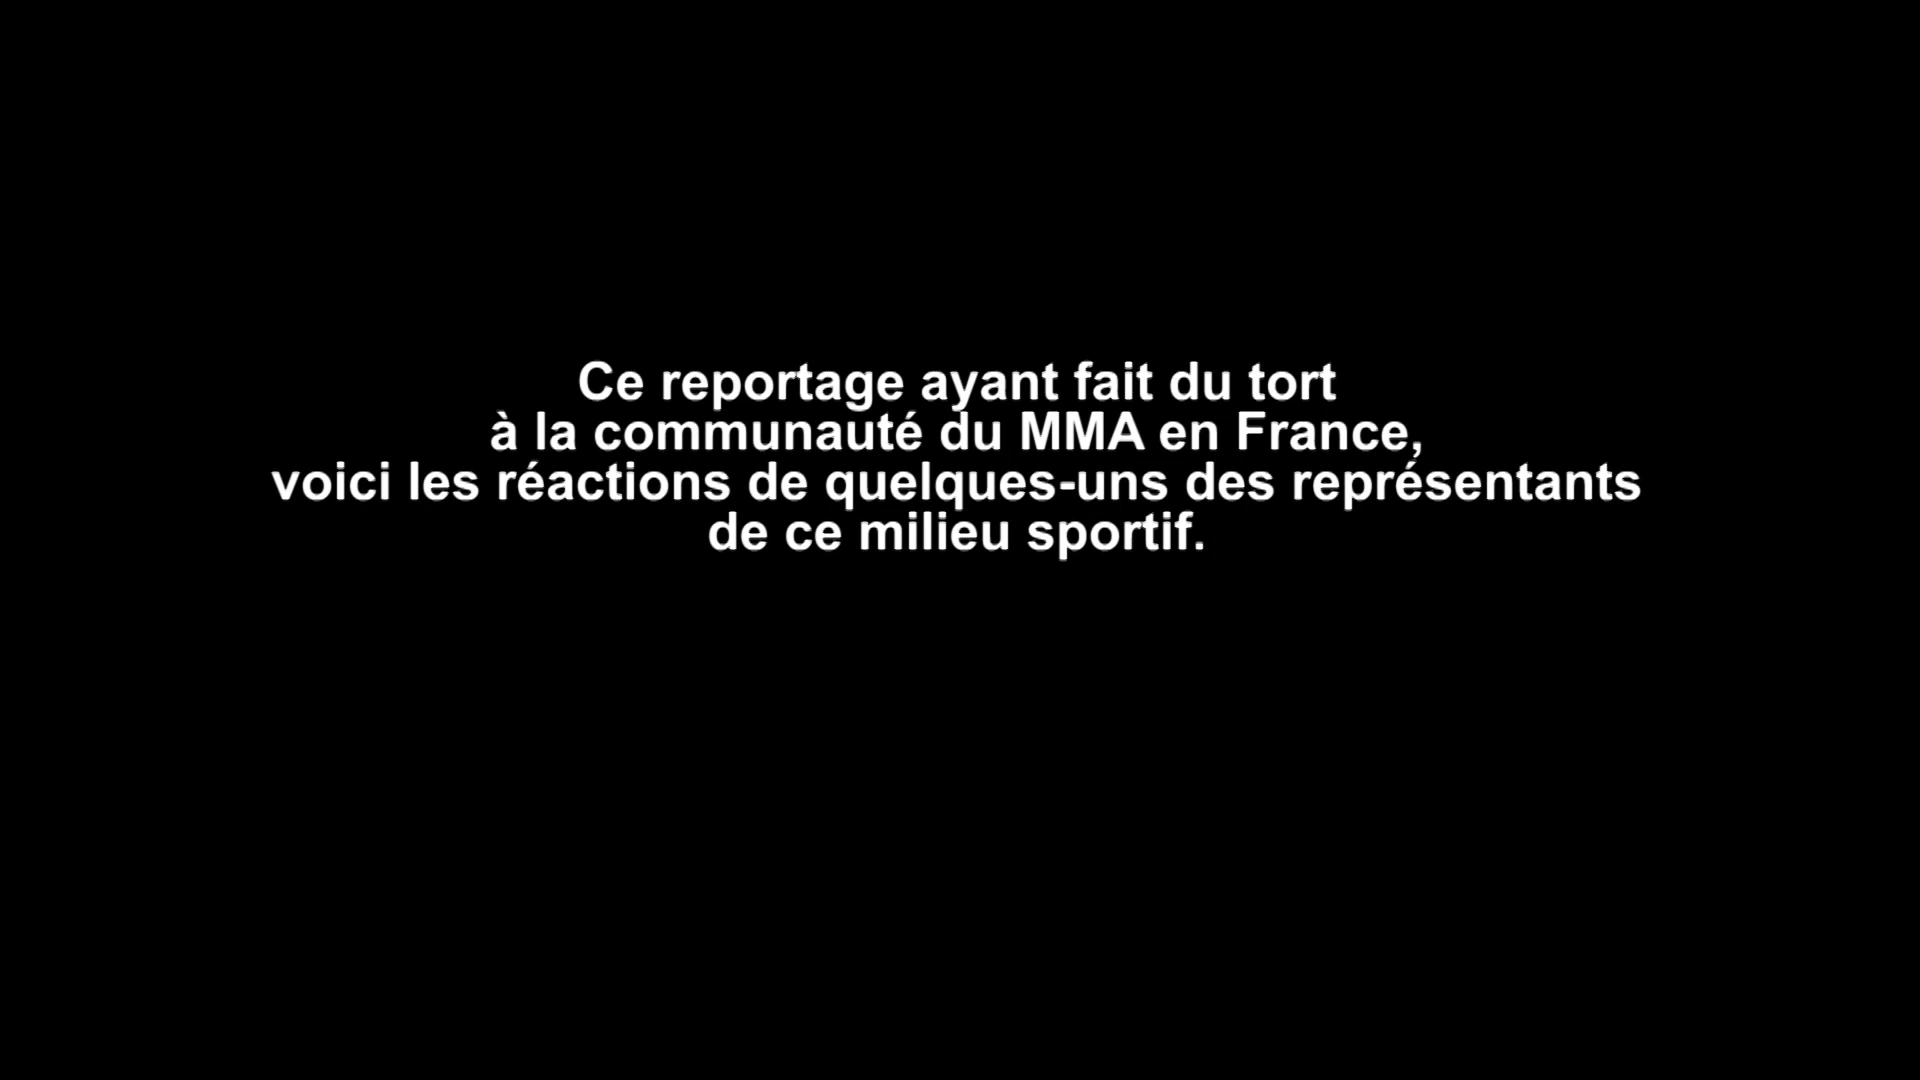 Ce reportage ayant fait du tort
à la communauté du MMA en France,
voici les réactions de quelques-uns des représentants
de ce milieu sportif.